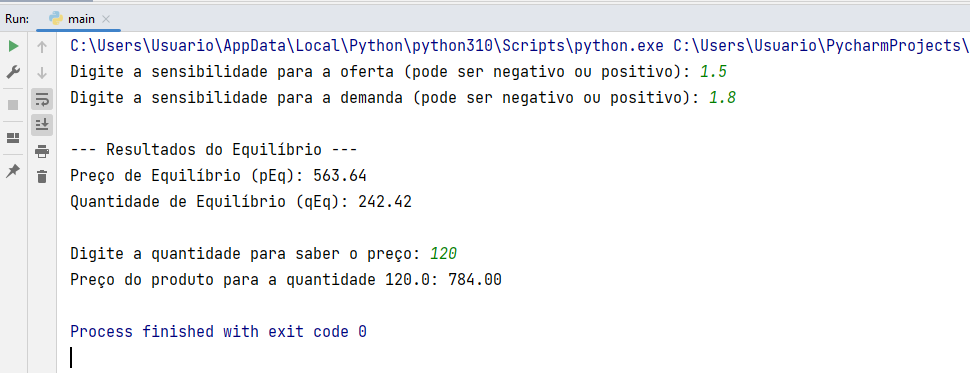 Run: main
C:\Users\Usuario\AppData\Local\Python\python310\Scripts\python.exe C:\Users\Usuario\PycharmProjects\
Digite a sensibilidade para a oferta (pode ser negativo ou positivo): 1.5
Digite a sensibilidade para a demanda (pode ser negativo ou positivo): 1.8
--- Resultados do Equilíbrio ---
Preço de Equilíbrio (pEq): 563.64
Quantidade de Equilíbrio (qEq): 242.42
Digite a quantidade para saber o preço: 120
Preço do produto para a quantidade 120.0: 784.00
Process finished with exit code 0